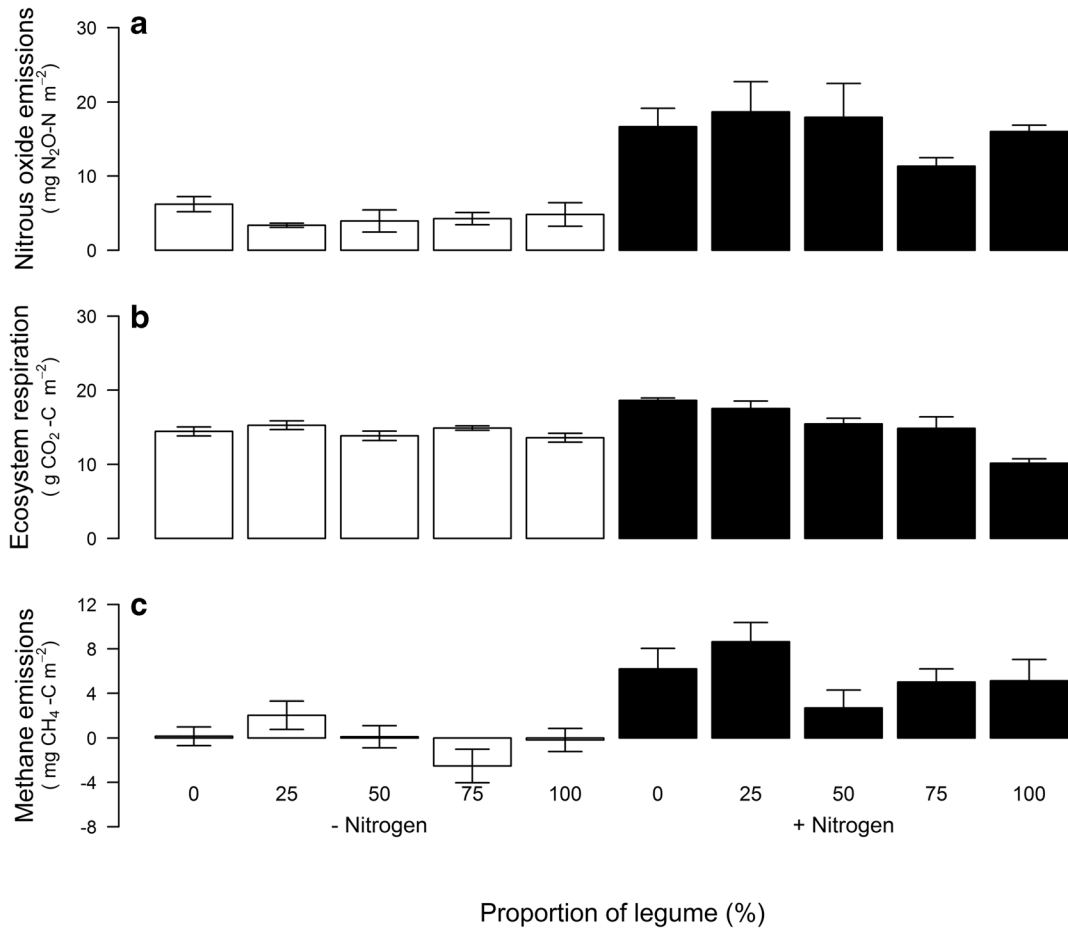 a
Nitrous oxide emissions
( mg N₂O-N m⁻²)
30
20
10
0
b
Ecosystem respiration
( g CO₂ -C m⁻²)
30
20
10
0
c
Methane emissions
( mg CH₄ -C m⁻²)
12
8
4
0
-4
-8
0 25 50 75 100 0 25 50 75 100
- Nitrogen + Nitrogen
Proportion of legume (%)